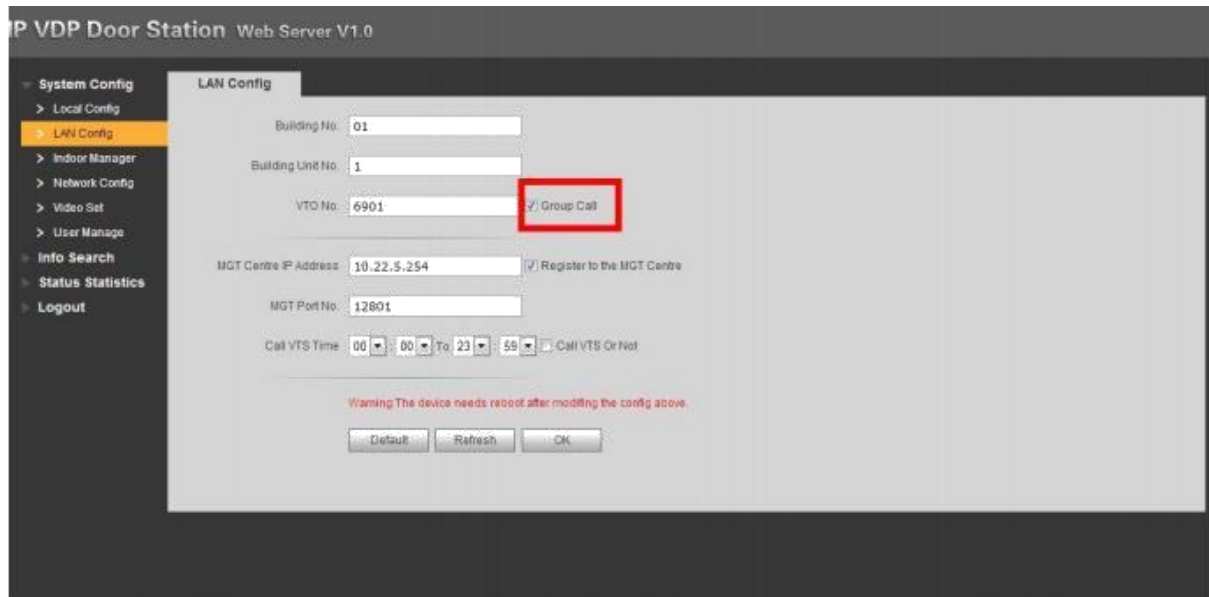 IP VDP Door Station Web Server V1.0
System Config
Local Config
LAN Config
Indoor Manager
Network Config
Video Set
User Manage
Info Search
Status Statistics
Logout
LAN Config
Building No. 01
Building Unit No. 1
VTO No. 6901 Group Call
MGT Centre IP Address 10.22.5.254 Register to the MGT Centre
MGT Port No. 12801
Call VTS Time 00 : 00 To 23 : 59 Call VTS Or Not
Warning The device needs reboot after modifing the config above.
Default Refresh OK